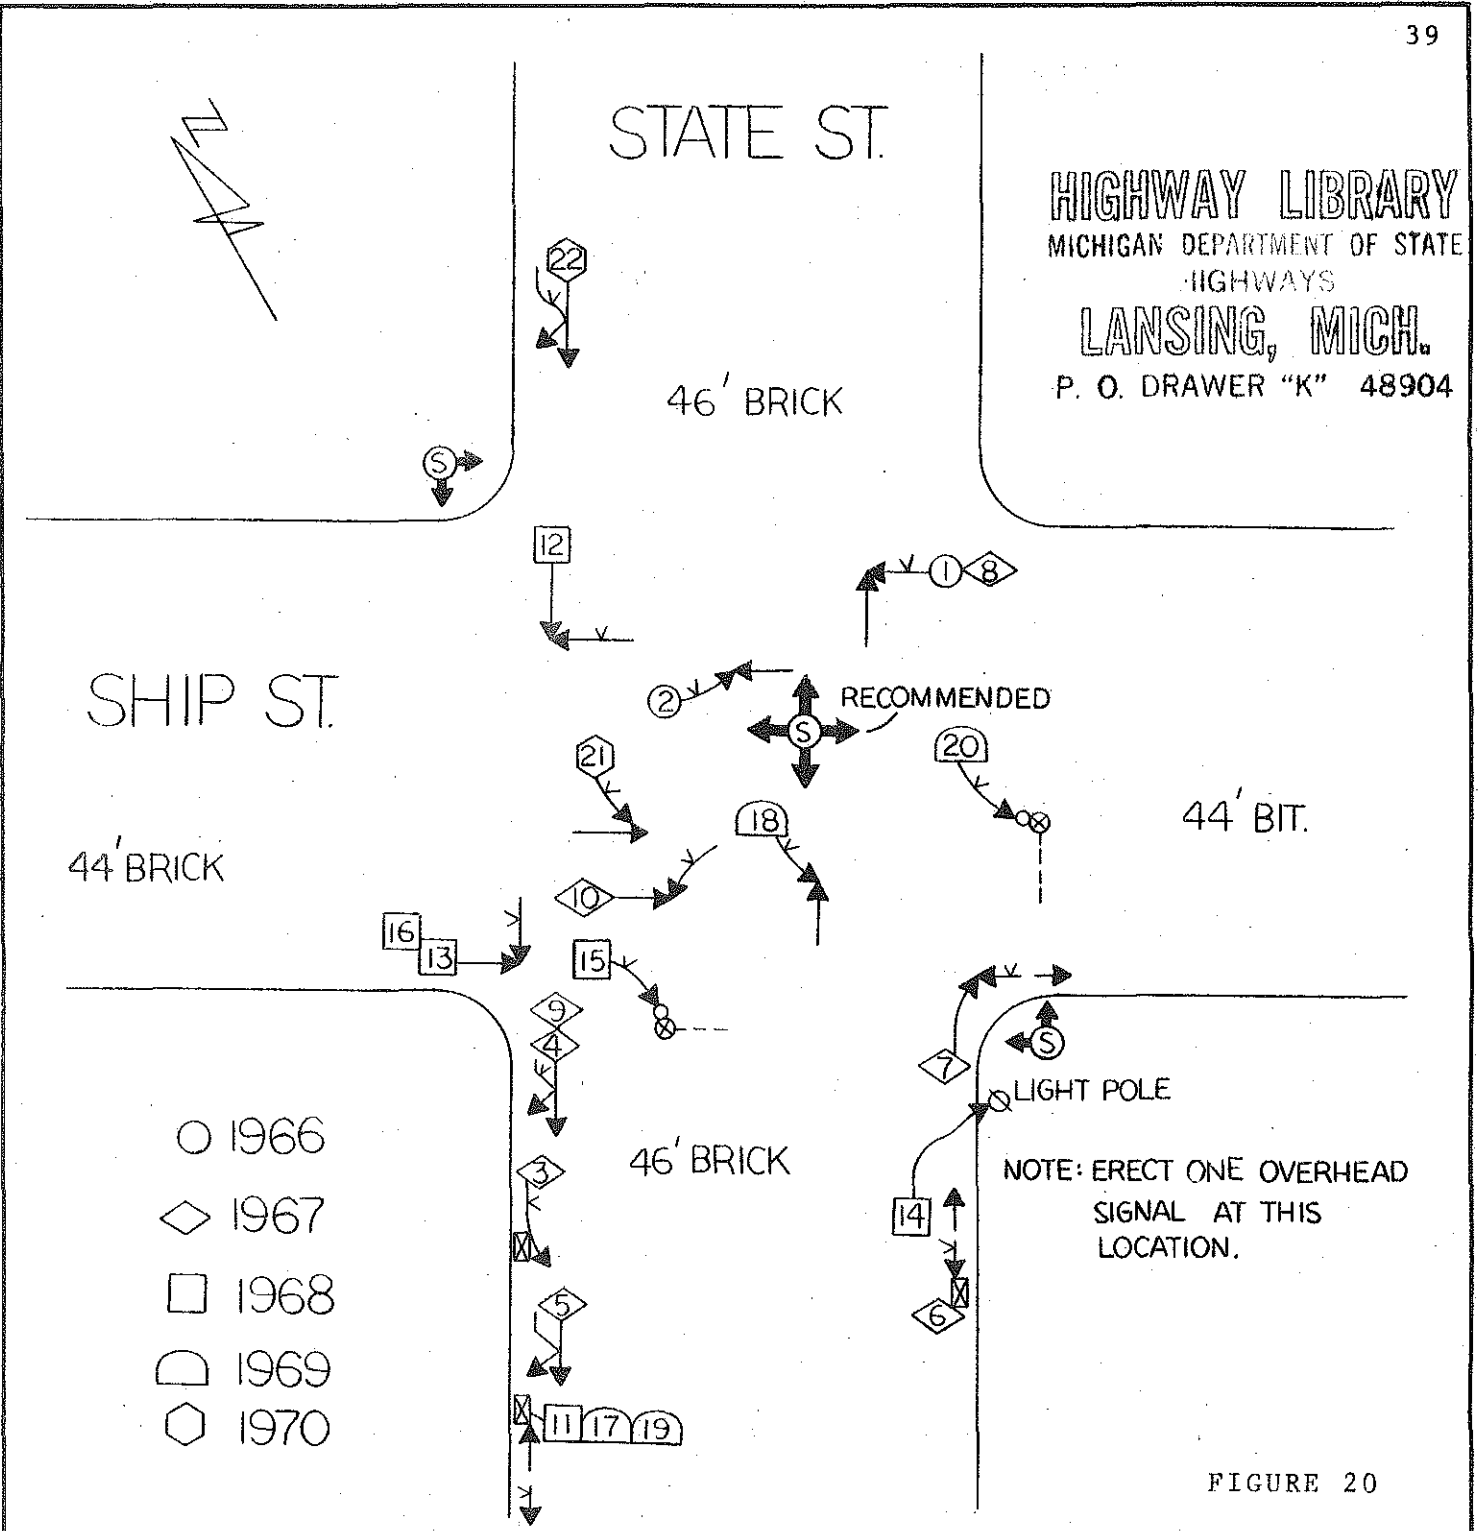 39
STATE ST.
HIGHWAY LIBRARY
MICHIGAN DEPARTMENT OF STATE
HIGHWAYS
LANSING, MICH.
P. O. DRAWER "K" 48904
N
22
46' BRICK
S
12
1 8
SHIP ST.
2
S
RECOMMENDED
21
20
18
44' BRICK
44' BIT.
10
16
13
15
9
4
7
S
LIGHT POLE
1966
46' BRICK
3
NOTE: ERECT ONE OVERHEAD
SIGNAL AT THIS
LOCATION.
1967
14
1968
5
6
1969
1970
11 17 19
FIGURE 20